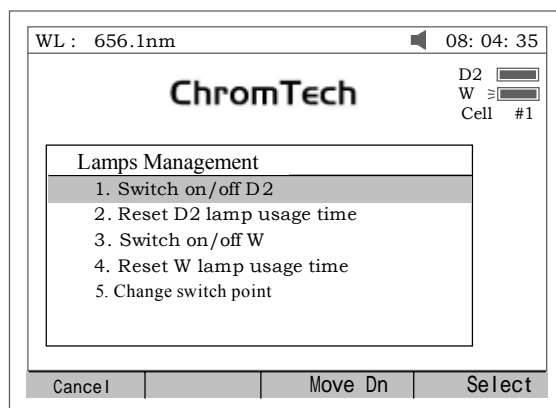 WL : 656.1nm 08: 04: 35
D2
W
ChromTech
Cell #1
Lamps Management
1. Switch on/off D2
2. Reset D2 lamp usage time
3. Switch on/off W
4. Reset W lamp usage time
5. Change switch point
Cancel Move Dn Select